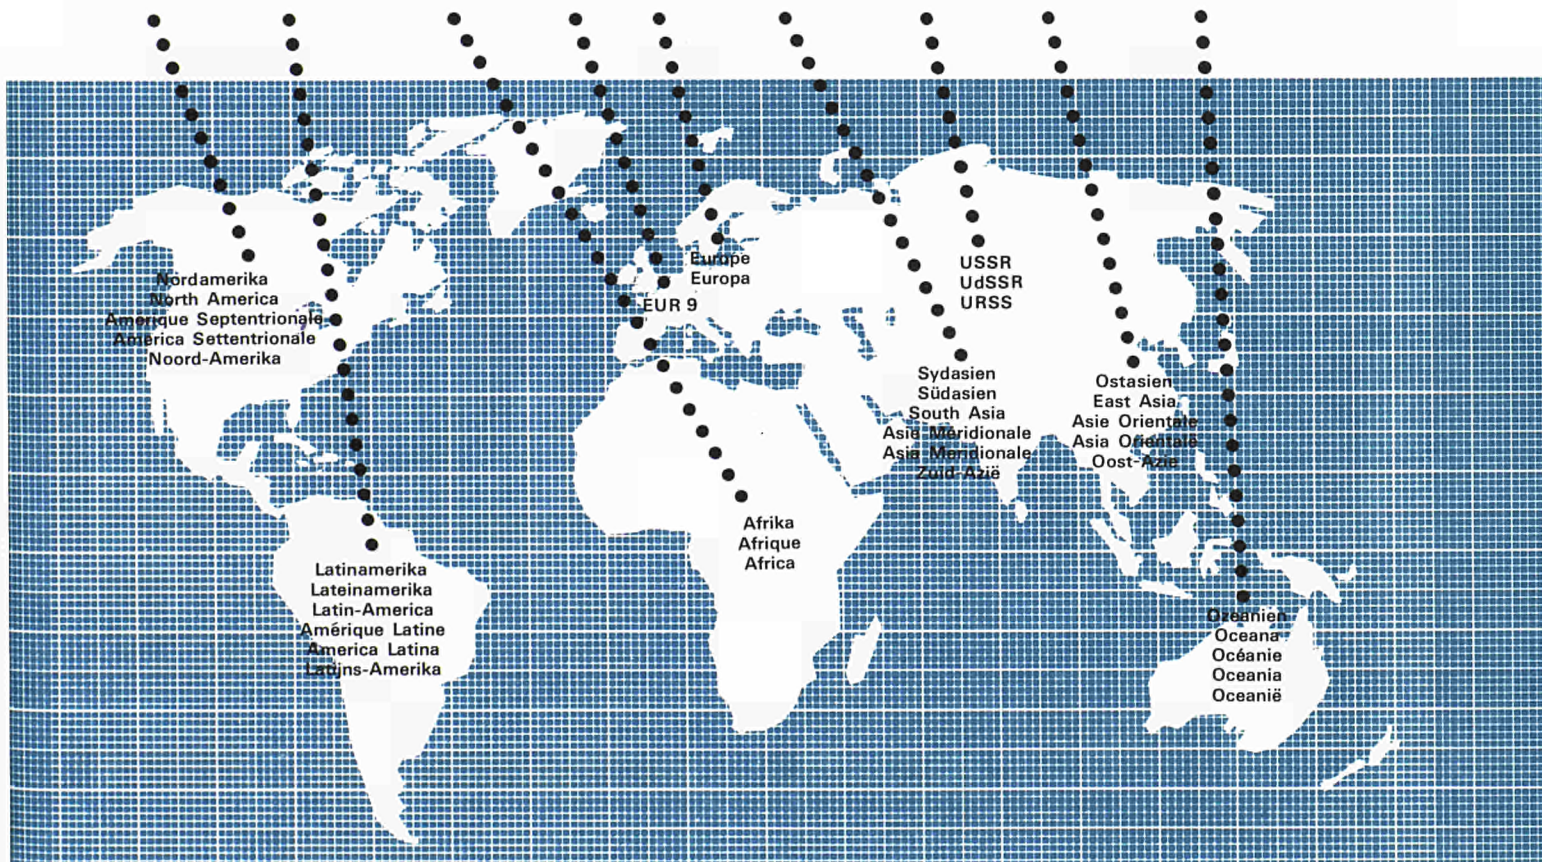 Nordamerika
North America
Amérique Septentrionale
America Settentrionale
Noord-Amerika
Latinamerika
Lateinamerika
Latin-America
Amérique Latine
America Latina
Latijns-Amerika
Europe
Europa
EUR 9
Afrika
Afrique
Africa
USSR
UdSSR
URSS
Sydasien
Südasien
South Asia
Asie Méridionale
Asia Meridionale
Zuid-Azië
Ostasien
East Asia
Asie Orientale
Asia Orientale
Oost-Azië
Ozeanien
Oceana
Océanie
Oceania
Oceanië